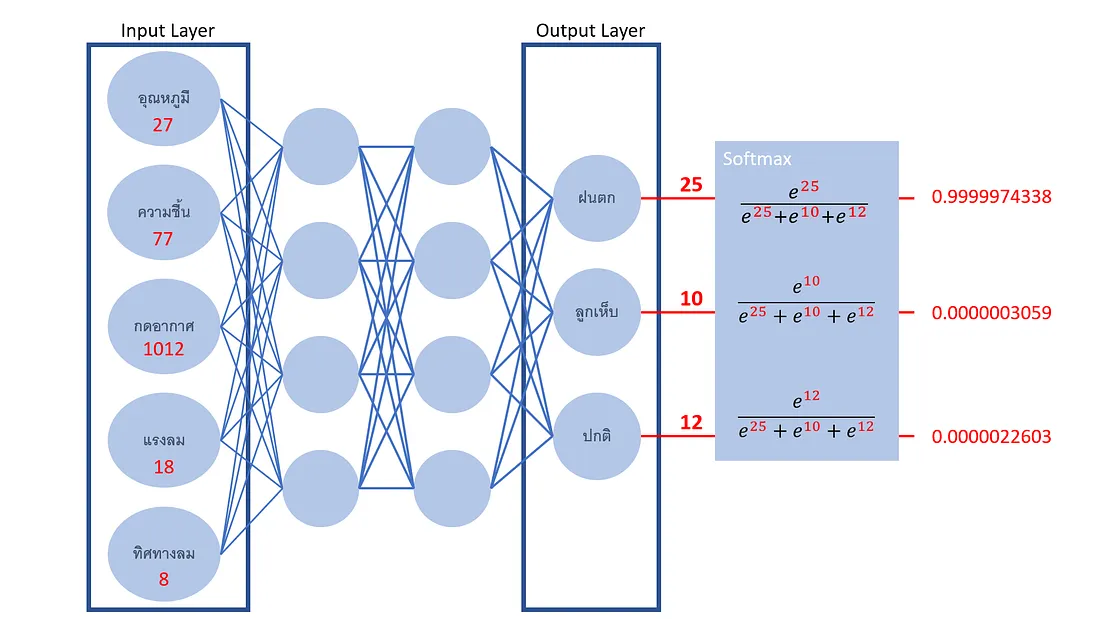 Input Layer
Output Layer
อุณหภูมี
27
ความชื้น
77
กดอากาศ
1012
แรงลม
18
ทิศทางลม
8
ฝนตก
ลูกเห็บ
ปกติ
25
10
12
Softmax
e^25
e^25+e^10+e^12
e^10
e^25 + e^10 + e^12
e^12
e^25 + e^10 + e^12
0.9999974338
0.0000003059
0.0000022603